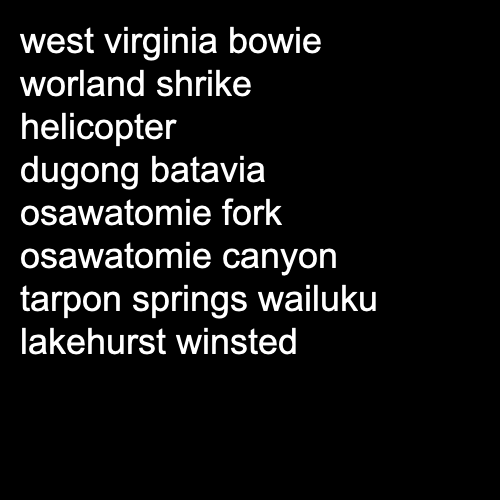 west virginia bowie
worland shrike
helicopter
dugong batavia
osawatomie fork
osawatomie canyon
tarpon springs wailuku
lakehurst winsted